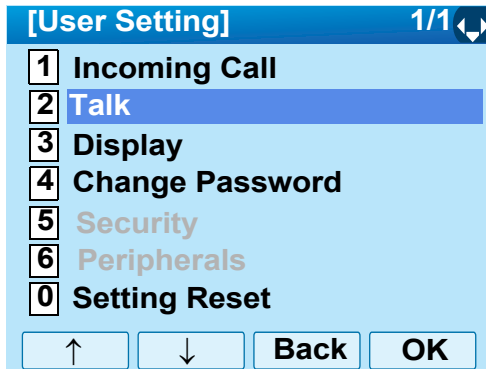 [User Setting] 1/1
1 Incoming Call
2 Talk
3 Display
4 Change Password
5 Security
6 Peripherals
0 Setting Reset
↑ ↓ Back OK